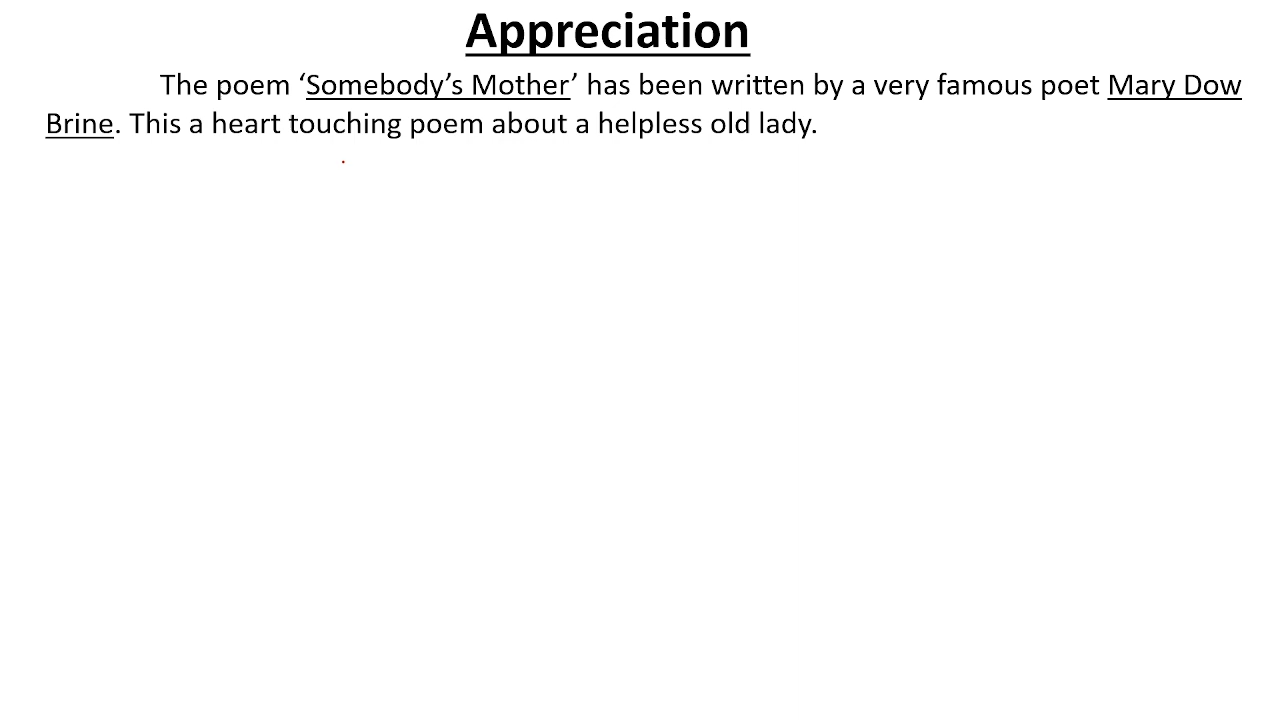 Appreciation
The poem ‘Somebody’s Mother’ has been written by a very famous poet Mary Dow
Brine. This a heart touching poem about a helpless old lady.